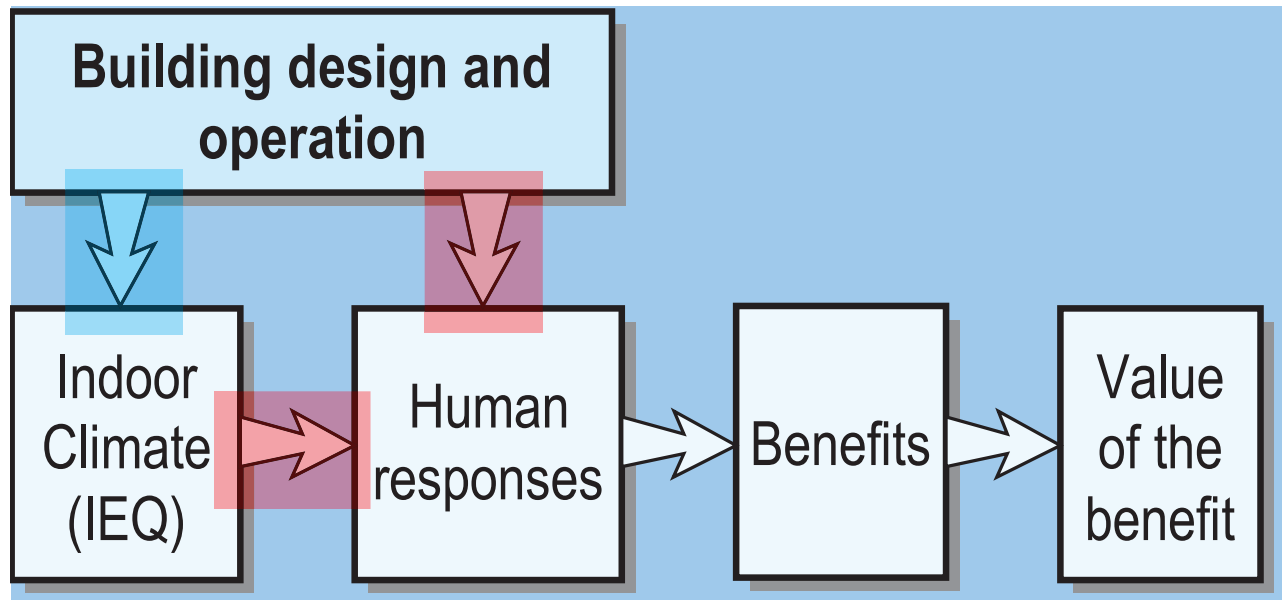 Building design and
operation
Indoor
Climate
(IEQ)
Human
responses
Benefits
Value
of the
benefit